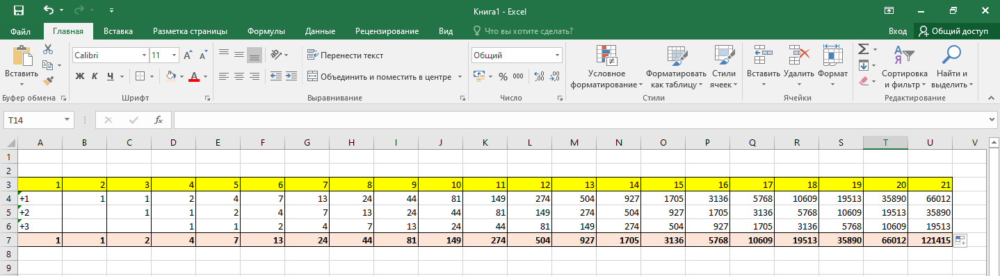 Книга1 - Excel
Файл Главная Вставка Разметка страницы Формулы Данные Рецензирование Вид Что вы хотите сделать? Вход Общий доступ
Calibri 11 Перенести текст Общий
Вставить Ж К Ч А Объединить и поместить в центре % 000 Условное форматирование Форматировать как таблицу Стили ячеек Вставить Удалить Формат Сортировка и фильтр Найти и выделить
Буфер обмена Шрифт Выравнивание Число Стили Ячейки Редактирование
T14 fx
A B C D E F G H I J K L M N O P Q R S T U V
1
2
3 1 2 3 4 5 6 7 8 9 10 11 12 13 14 15 16 17 18 19 20 21
4 +1 1 1 2 4 7 13 24 44 81 149 274 504 927 1705 3136 5768 10609 19513 35890 66012
5 +2 1 1 2 4 7 13 24 44 81 149 274 504 927 1705 3136 5768 10609 19513 35890
6 +3 1 1 2 4 7 13 24 44 81 149 274 504 927 1705 3136 5768 10609 19513
7 1 1 2 4 7 13 24 44 81 149 274 504 927 1705 3136 5768 10609 19513 35890 66012 121415
8
9